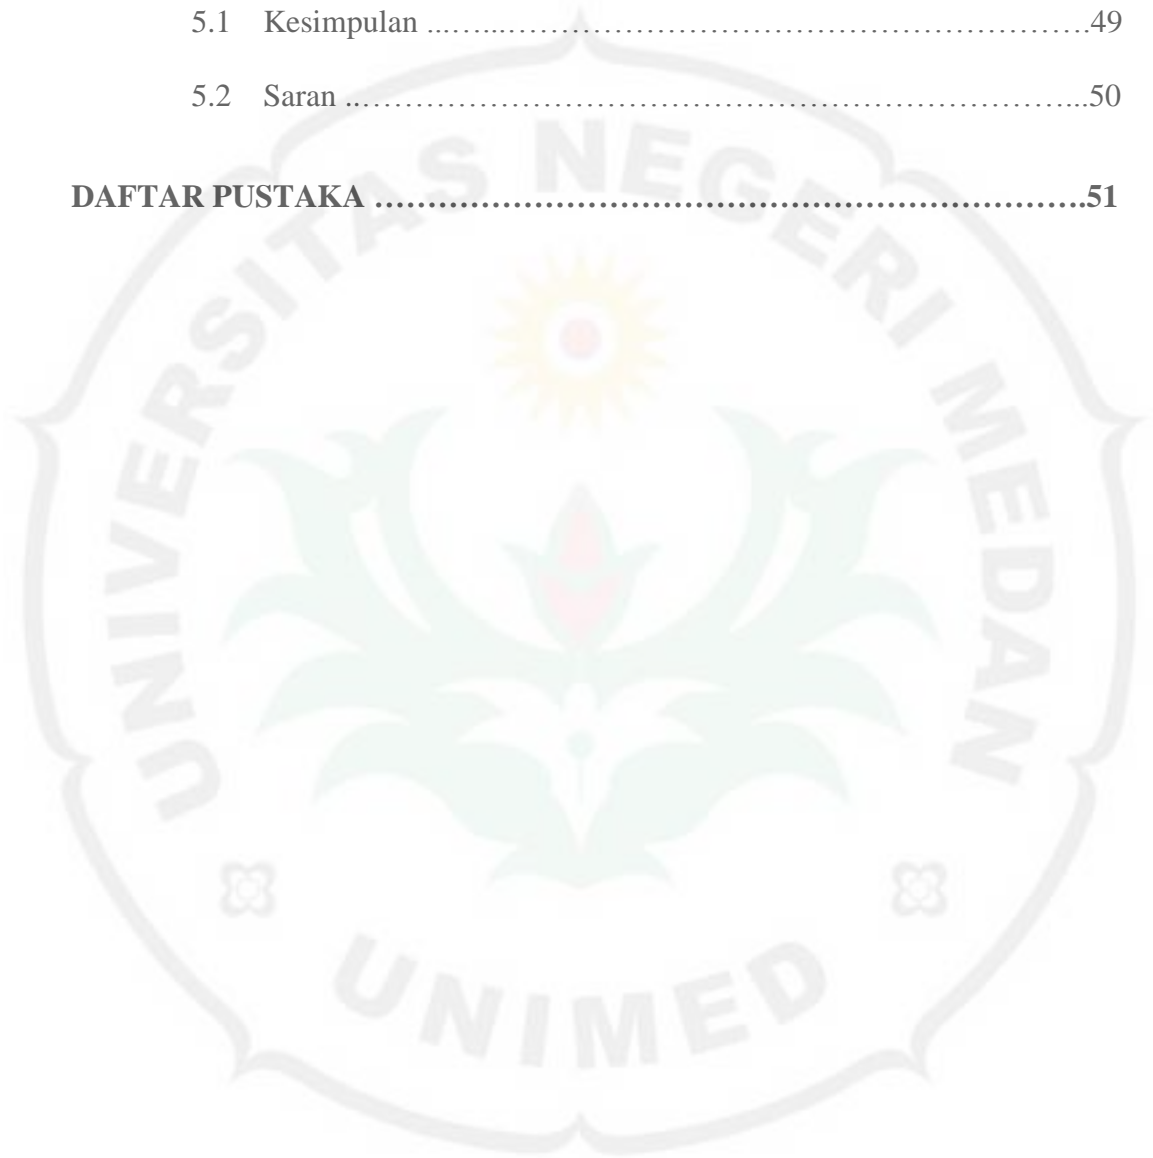 5.1 Kesimpulan ...…...……………………………………………….49
5.2 Saran ..…………………………………………………………...50
DAFTAR PUSTAKA ………………………………………………………….51
UNIVERSITAS NEGERI MEDAN
UNIMED